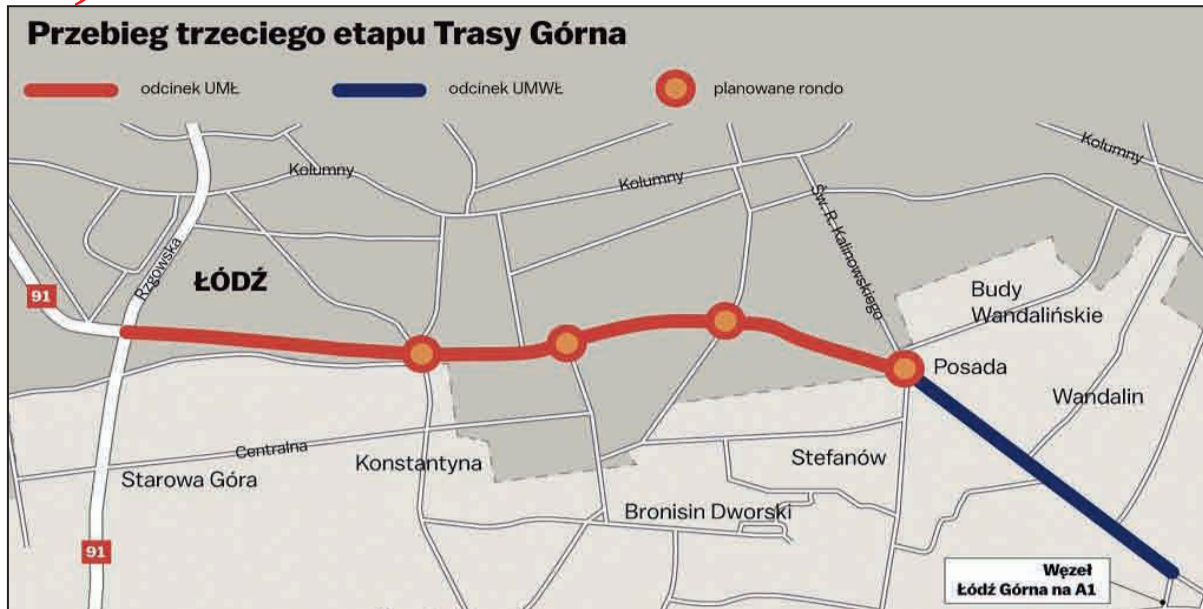 Przebieg trzeciego etapu Trasy Górna
odcinek UMŁ
odcinek UMWŁ
planowane rondo
Kolumny
Kolumny
Kolumny
Rzgowska
Św. R. Kalinowskiego
ŁÓDŹ
91
Budy
Wandalińskie
Posada
Wandalin
Centralna
Konstantyna
Stefanów
Starowa Góra
Bronisin Dworski
91
Węzeł
Łódź Górna na A1